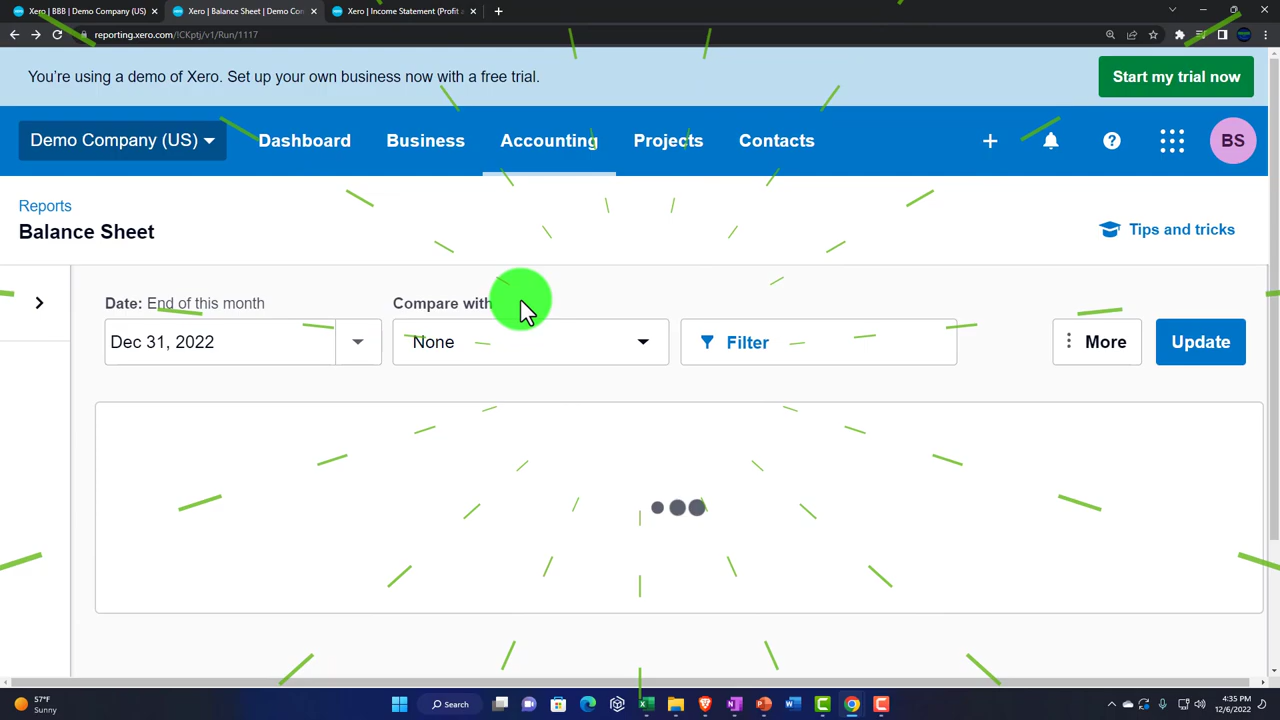 Xero | BBB | Demo Company (US)
Xero | Balance Sheet | Demo Con
Xero | Income Statement (Profit a
reporting.xero.com/ICKptj/v1/Run/1117
You're using a demo of Xero. Set up your own business now with a free trial.
Start my trial now
Demo Company (US)
Dashboard
Business
Accounting
Projects
Contacts
BS
Reports
Balance Sheet
Tips and tricks
Date: End of this month
Compare with
Dec 31, 2022
None
Filter
More
Update
57°F
Sunny
Search
4:35 PM
12/6/2022